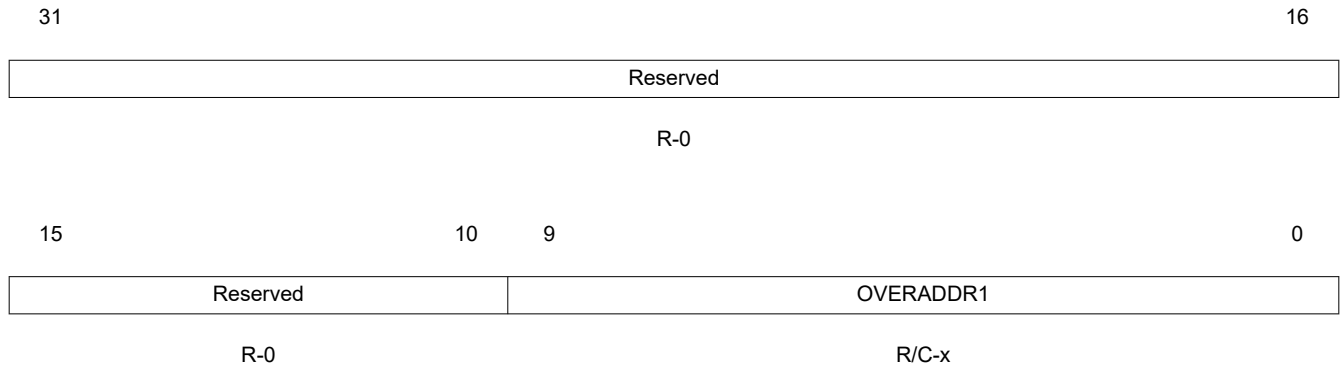 31 16
Reserved
R-0
15 10 9 0
Reserved OVERADDR1
R-0 R/C-x